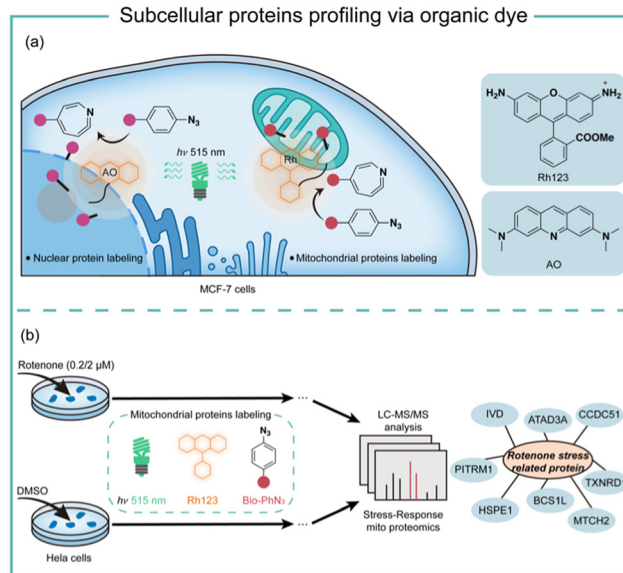 Subcellular proteins profiling via organic dye
(a)
N
N₃
hν 515 nm
AO
Rh
N
N₃
• Nuclear protein labeling
• Mitochondrial proteins labeling
MCF-7 cells
H₂N
O
+
NH₂
COOMe
Rh123
N
N
N
AO
(b)
Rotenone (0.2/2 μM)
...
Mitochondrial proteins labeling
N₃
hν 515 nm
Rh123
Bio-PhN₃
DMSO
...
Hela cells
LC-MS/MS
analysis
Stress-Response
mito proteomics
IVD
ATAD3A
CCDC51
PITRM1
Rotenone stress
related protein
TXNRD1
HSPE1
BCS1L
MTCH2